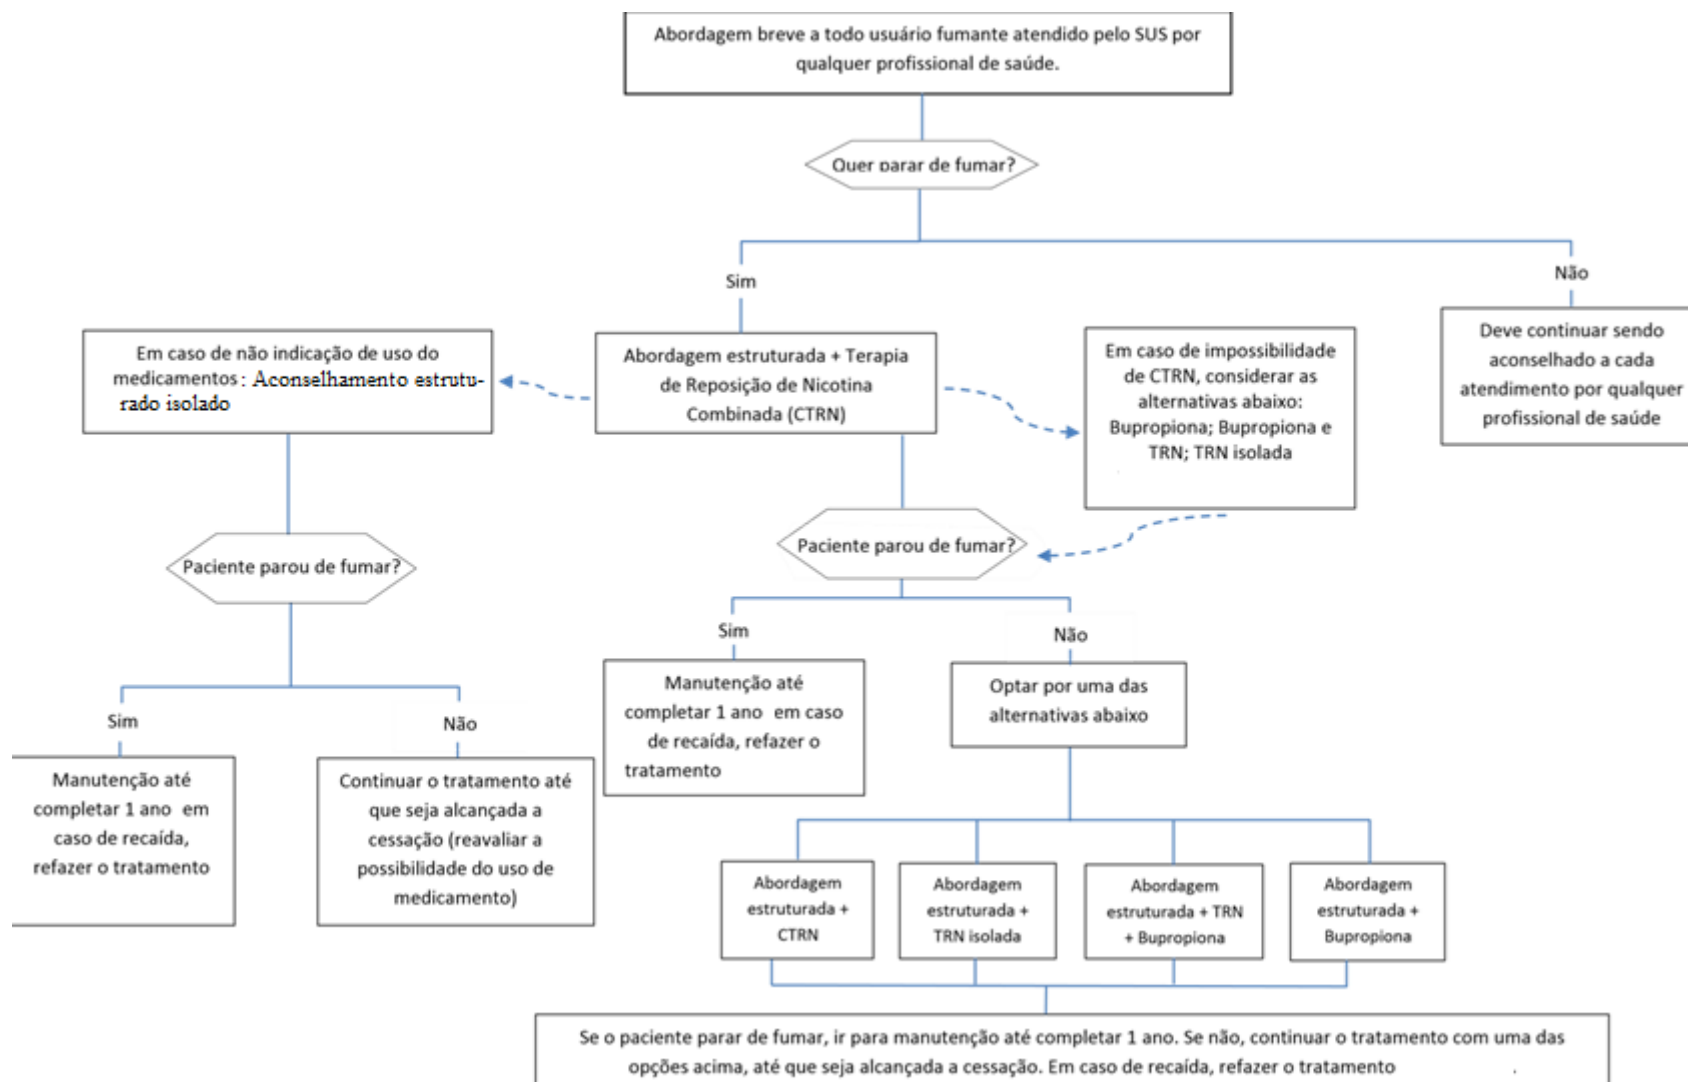 Abordagem breve a todo usuário fumante atendido pelo SUS por
qualquer profissional de saúde.
Quer parar de fumar?
Sim
Não
Em caso de não indicação de uso do
medicamentos: Aconselhamento estrutu-
rado isolado
Abordagem estruturada + Terapia
de Reposição de Nicotina
Combinada (CTRN)
Em caso de impossibilidade
de CTRN, considerar as
alternativas abaixo:
Bupropiona; Bupropiona e
TRN; TRN isolada
Deve continuar sendo
aconselhado a cada
atendimento por qualquer
profissional de saúde
Paciente parou de fumar?
Sim
Não
Manutenção até
completar 1 ano em
caso de recaída,
refazer o tratamento
Continuar o tratamento até
que seja alcançada a
cessação (reavaliar a
possibilidade do uso de
medicamento)
Paciente parou de fumar?
Sim
Não
Manutenção até
completar 1 ano em caso
de recaída, refazer o
tratamento
Optar por uma das
alternativas abaixo
Abordagem
estruturada +
CTRN
Abordagem
estruturada +
TRN isolada
Abordagem
estruturada + TRN
+ Bupropiona
Abordagem
estruturada +
Bupropiona
Se o paciente parar de fumar, ir para manutenção até completar 1 ano. Se não, continuar o tratamento com uma das
opções acima, até que seja alcançada a cessação. Em caso de recaída, refazer o tratamento .